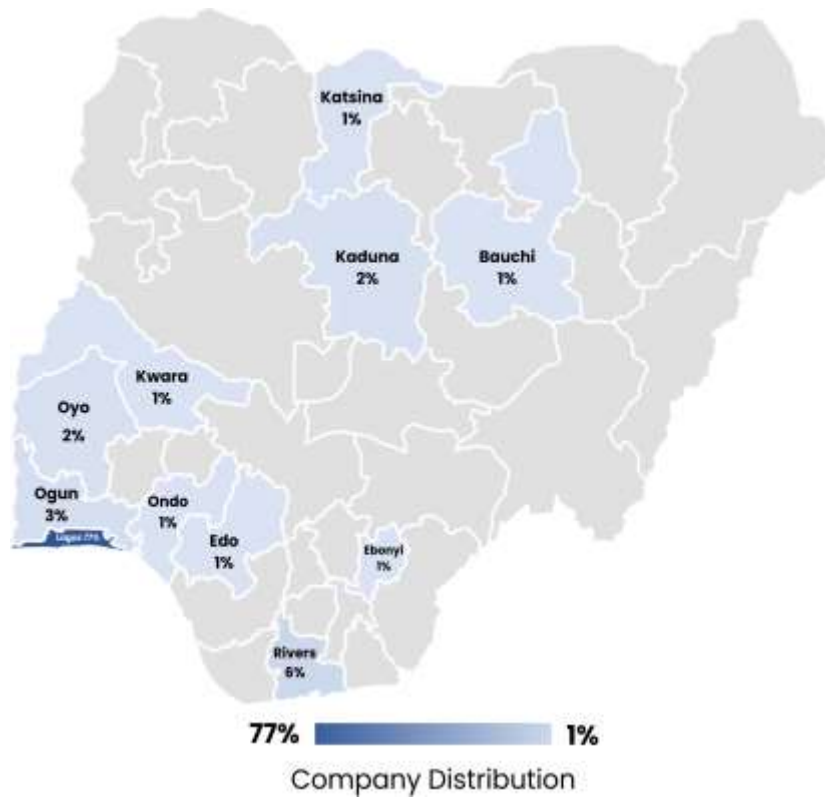 Katsina
1%
Kaduna
2%
Bauchi
1%
Kwara
1%
Oyo
2%
Ogun
3%
Ondo
1%
Lagos 77%
Edo
1%
Ebonyi
1%
Rivers
6%
77%
1%
Company Distribution